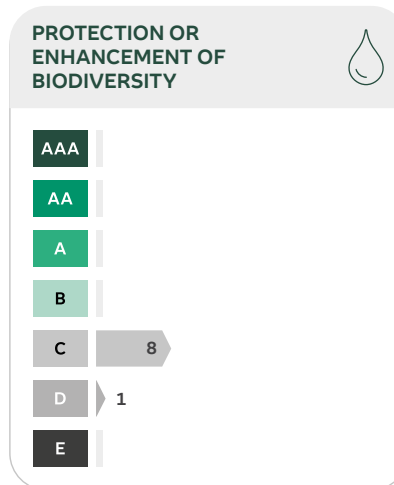 PROTECTION OR
ENHANCEMENT OF
BIODIVERSITY
AAA
AA
A
B
C 8
D 1
E